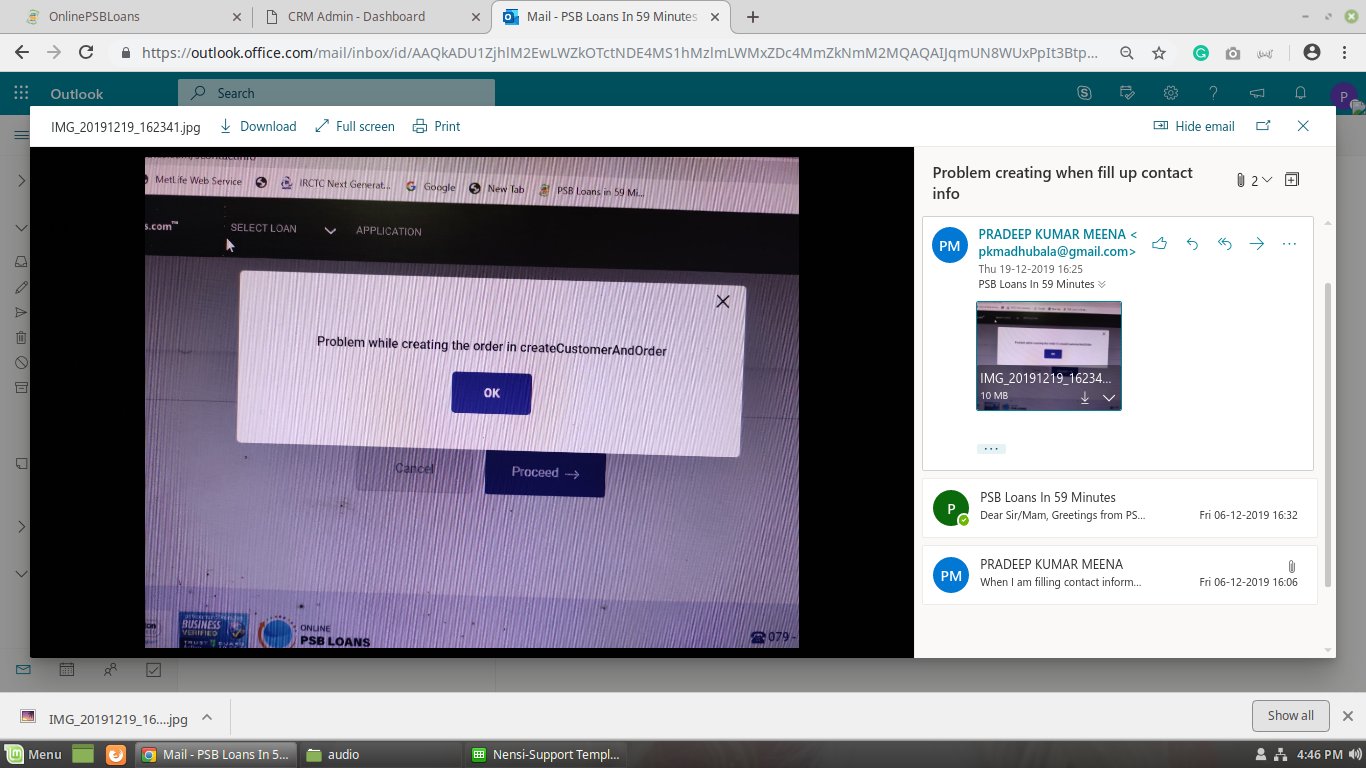 OnlinePSBLoans
CRM Admin - Dashboard
Mail - PSB Loans In 59 Minutes
https://outlook.office.com/mail/inbox/id/AAQkADU1ZjhlM2EwLWZkOTctNDE4MS1hMzlmLWMxZDc4MmZkNmM2MQAQAIJqmUN8WUxPpIt3Btp...
Outlook
Search
P
IMG_20191219_162341.jpg
Download
Full screen
Print
Hide email
MetLife Web Service
IRCTC Next Generat...
Google
New Tab
PSB Loans in 59 Mi...
s.com™
SELECT LOAN
APPLICATION
Problem while creating the order in createCustomerAndOrder
OK
Cancel
Proceed →
BUSINESS
VERIFIED
ONLINE
PSB LOANS
079 -
Problem creating when fill up contact
info
2
PM
PRADEEP KUMAR MEENA <
pkmadhubala@gmail.com>
Thu 19-12-2019 16:25
PSB Loans In 59 Minutes
IMG_20191219_16234...
10 MB
...
P
PSB Loans In 59 Minutes
Dear Sir/Mam, Greetings from PS...
Fri 06-12-2019 16:32
PM
PRADEEP KUMAR MEENA
When I am filling contact inform...
Fri 06-12-2019 16:06
IMG_20191219_16....jpg
Show all
Menu
Mail - PSB Loans In 5...
audio
Nensi-Support Templ...
4:46 PM